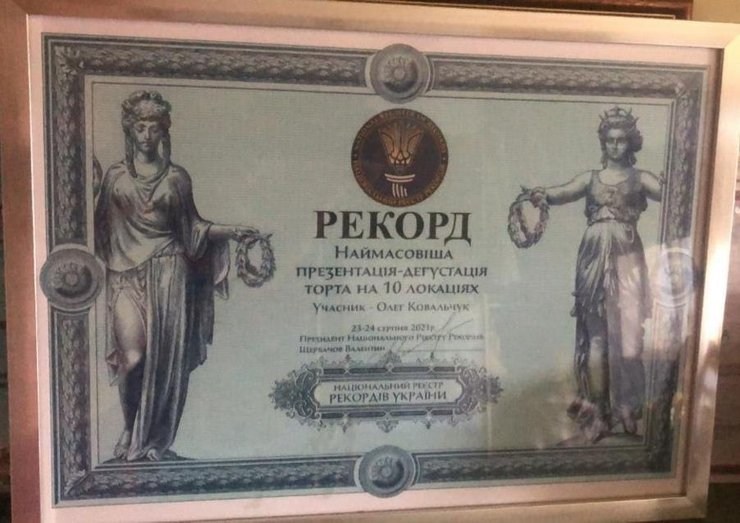 РЕКОРД
Наймасовіша
презентація-дегустація
торта на 10 локаціях
Учасник - Олег Ковальчук
23-24 серпня 2021р.
Президент Національного Реєстру Рекордів
Щербачов Валентин
НАЦІОНАЛЬНИЙ РЕЄСТР
РЕКОРДІВ УКРАЇНИ